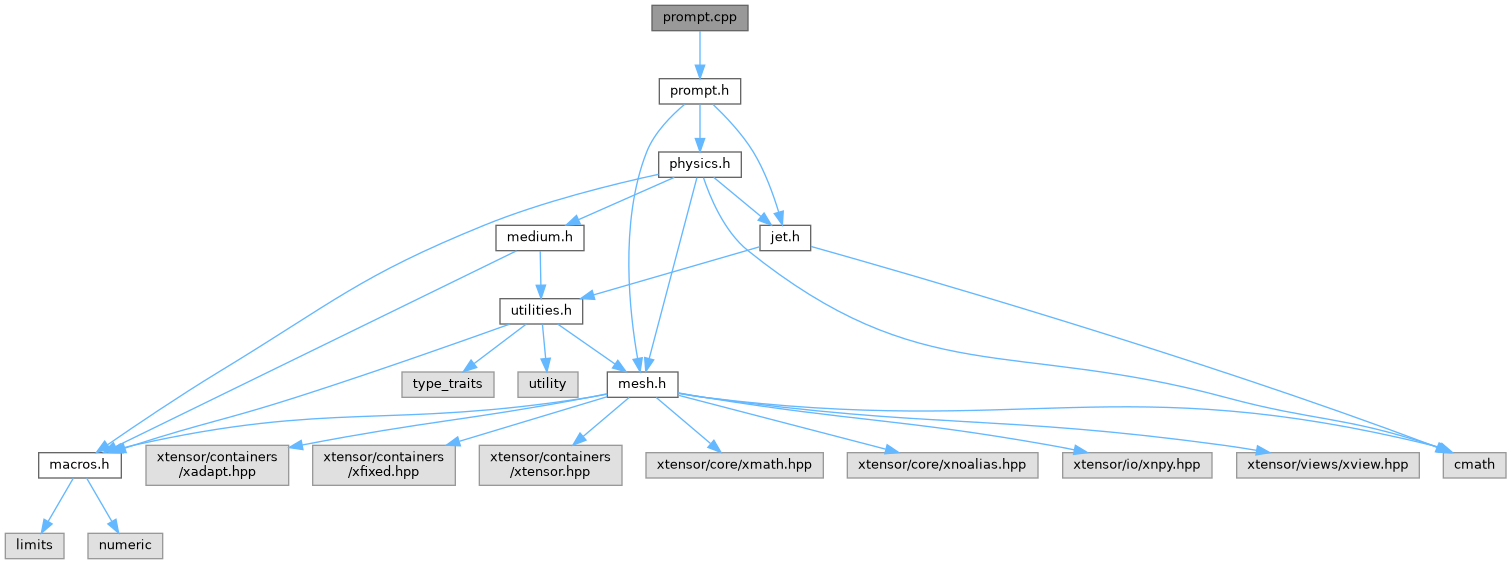 prompt.cpp
prompt.h
physics.h
medium.h
jet.h
utilities.h
type_traits
utility
mesh.h
macros.h
xtensor/containers
/xadapt.hpp
xtensor/containers
/xfixed.hpp
xtensor/containers
/xtensor.hpp
xtensor/core/xmath.hpp
xtensor/core/xnoalias.hpp
xtensor/io/xnpy.hpp
xtensor/views/xview.hpp
cmath
limits
numeric